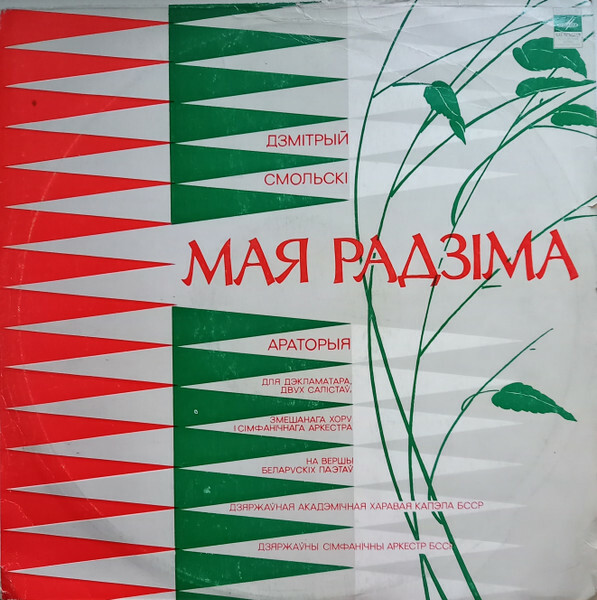 ДЗМІТРЫЙ
СМОЛЬСКІ
МАЯ РАДЗІМА
АРАТОРЫЯ
ДЛЯ ДЭКЛАМАТАРА,
ДВУХ САЛІСТАЎ,
ЗМЕШАНАГА ХОРУ
І СІМФАНІЧНАГА АРКЕСТРА
НА ВЕРШЫ
БЕЛАРУСКІХ ПАЭТАЎ
ДЗЯРЖАЎНАЯ АКАДЭМІЧНАЯ ХАРАВАЯ КАПЭЛА БССР
ДЗЯРЖАЎНЫ СІМФАНІЧНЫ АРКЕСТР БССР